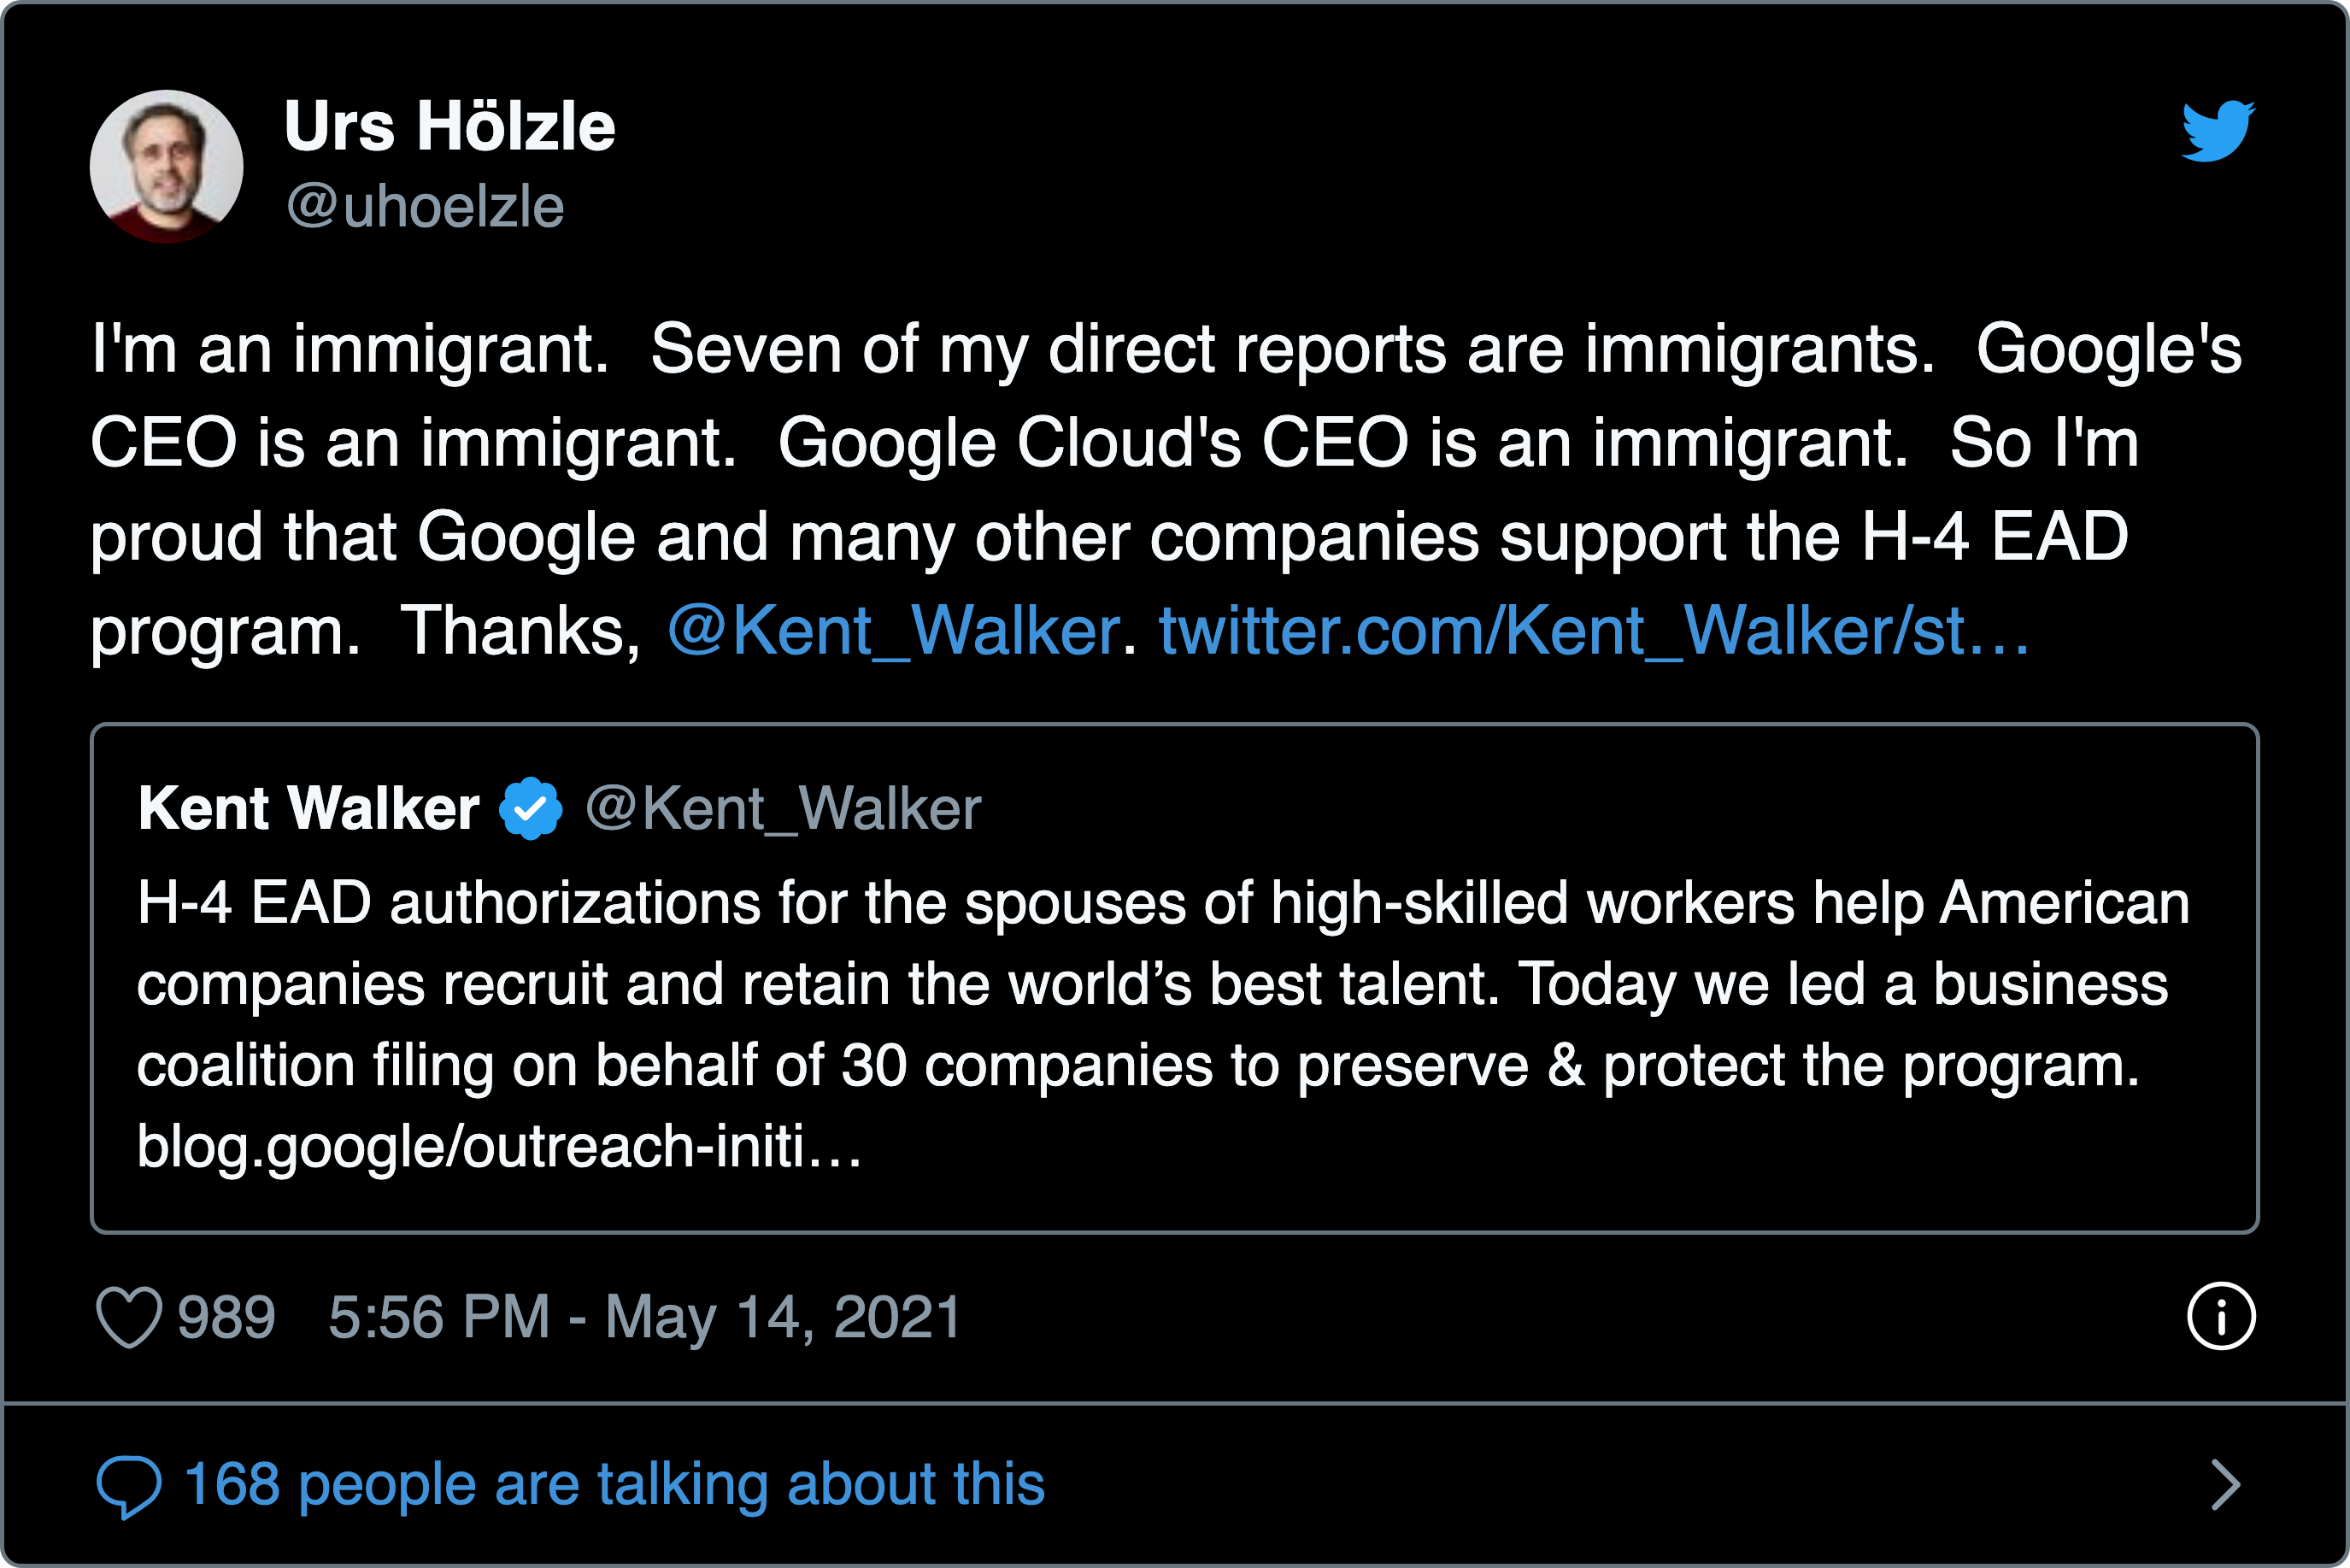 Urs Hölzle
@uhoelzle
I'm an immigrant.  Seven of my direct reports are immigrants.  Google's
CEO is an immigrant.  Google Cloud's CEO is an immigrant.  So I'm
proud that Google and many other companies support the H-4 EAD
program.  Thanks, @Kent_Walker. twitter.com/Kent_Walker/st…
Kent Walker @Kent_Walker
H-4 EAD authorizations for the spouses of high-skilled workers help American
companies recruit and retain the world’s best talent. Today we led a business
coalition filing on behalf of 30 companies to preserve & protect the program.
blog.google/outreach-initi…
989 5:56 PM - May 14, 2021
168 people are talking about this